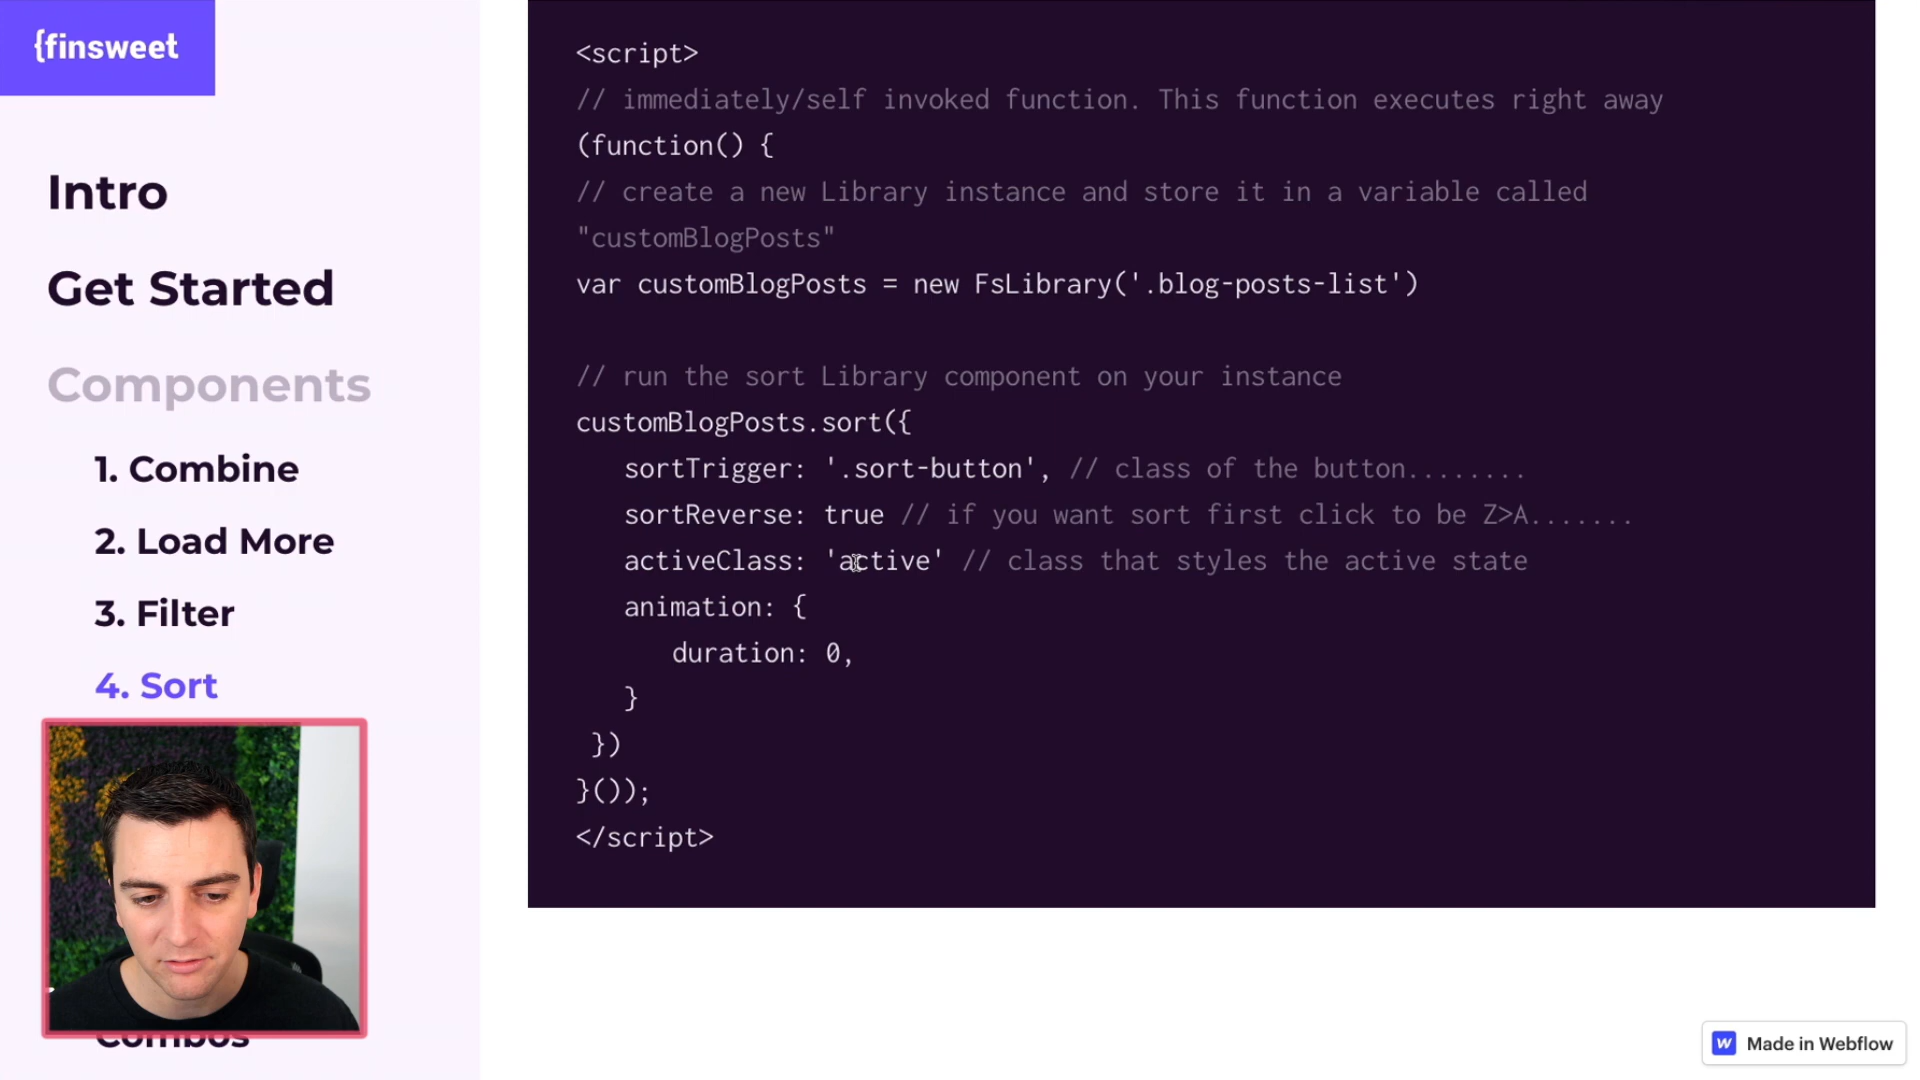 {finsweet
Intro
Get Started
Components
1. Combine
2. Load More
3. Filter
4. Sort
Combos
<script>
// immediately/self invoked function. This function executes right away
(function() {
// create a new Library instance and store it in a variable called
"customBlogPosts"
var customBlogPosts = new FsLibrary('.blog-posts-list')
// run the sort Library component on your instance
customBlogPosts.sort({
sortTrigger: '.sort-button', // class of the button........
sortReverse: true // if you want sort first click to be Z>A.......
activeClass: 'active' // class that styles the active state
animation: {
duration: 0,
}
})
}());
</script>
Made in Webflow